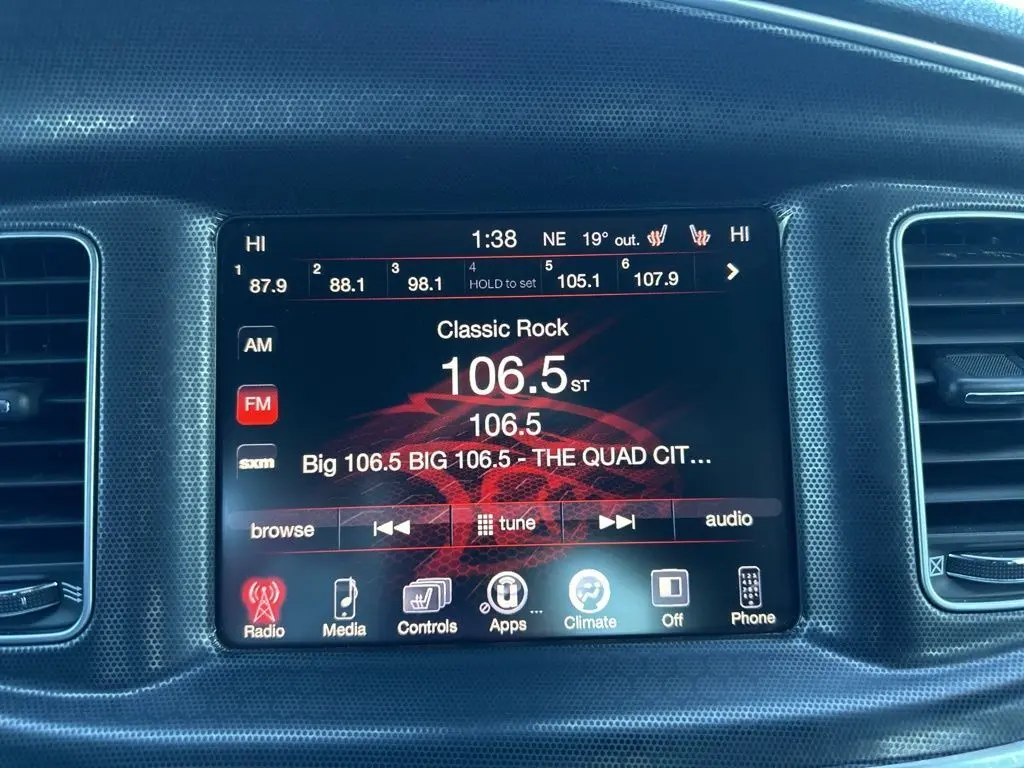 HI 1:38 NE 19° out. HI
1 87.9 2 88.1 3 98.1 4 HOLD to set 5 105.1 6 107.9
Classic Rock
AM
106.5 ST
FM
106.5
sxm
Big 106.5 BIG 106.5 - THE QUAD CIT...
browse tune audio
Radio Media Controls Apps ... Climate Off Phone